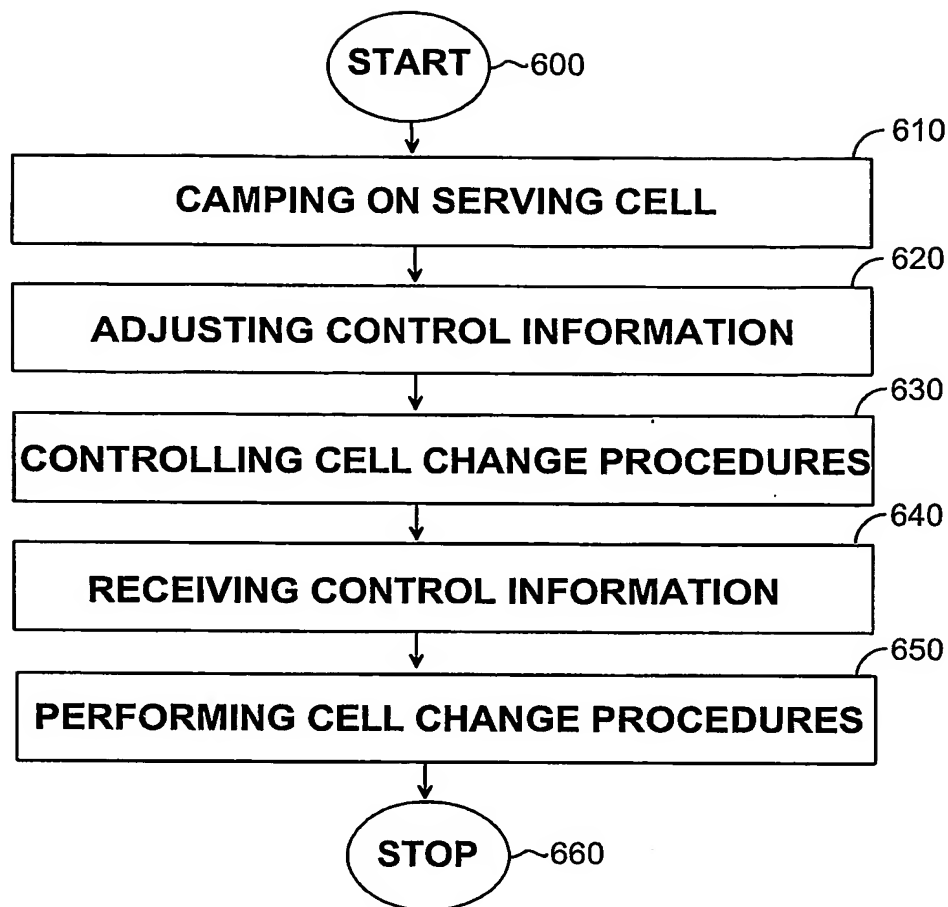 START
600
610
CAMPING ON SERVING CELL
620
ADJUSTING CONTROL INFORMATION
630
CONTROLLING CELL CHANGE PROCEDURES
640
RECEIVING CONTROL INFORMATION
650
PERFORMING CELL CHANGE PROCEDURES
STOP
660